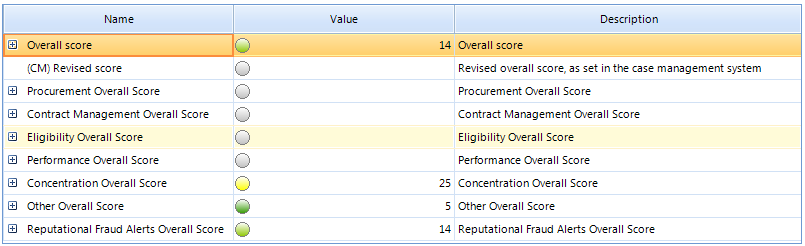 Name Value Description
Overall score 14 Overall score
(CM) Revised score Revised overall score, as set in the case management system
Procurement Overall Score Procurement Overall Score
Contract Management Overall Score Contract Management Overall Score
Eligibility Overall Score Eligibility Overall Score
Performance Overall Score Performance Overall Score
Concentration Overall Score 25 Concentration Overall Score
Other Overall Score 5 Other Overall Score
Reputational Fraud Alerts Overall Score 14 Reputational Fraud Alerts Overall Score